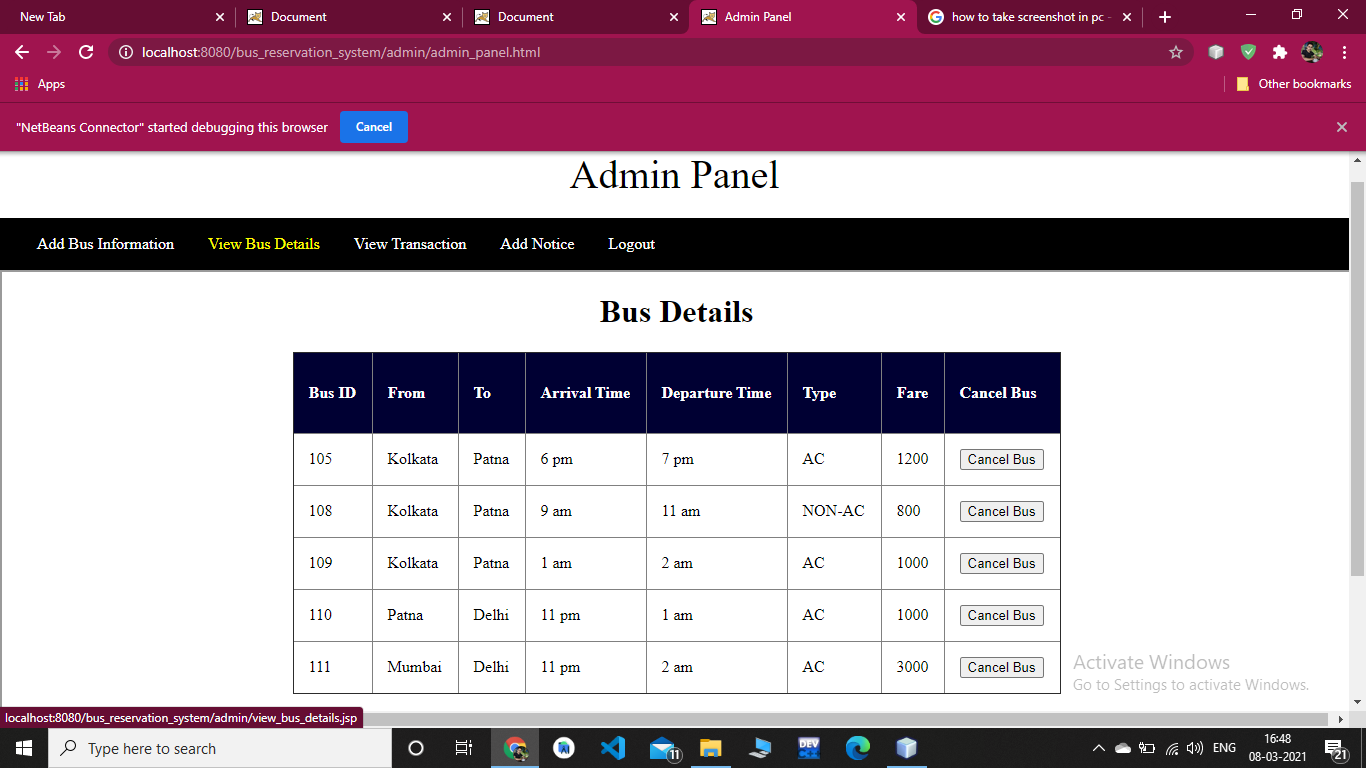 New Tab
Document
Document
Admin Panel
how to take screenshot in pc -
localhost:8080/bus_reservation_system/admin/admin_panel.html
Apps
Other bookmarks
"NetBeans Connector" started debugging this browser Cancel
Admin Panel
Add Bus Information View Bus Details View Transaction Add Notice Logout
Bus Details
Bus ID From To Arrival Time Departure Time Type Fare Cancel Bus
105 Kolkata Patna 6 pm 7 pm AC 1200 Cancel Bus
108 Kolkata Patna 9 am 11 am NON-AC 800 Cancel Bus
109 Kolkata Patna 1 am 2 am AC 1000 Cancel Bus
110 Patna Delhi 11 pm 1 am AC 1000 Cancel Bus
111 Mumbai Delhi 11 pm 2 am AC 3000 Cancel Bus
Activate Windows
Go to Settings to activate Windows.
localhost:8080/bus_reservation_system/admin/view_bus_details.jsp
Type here to search
11
DEV
ENG
16:48
08-03-2021
21